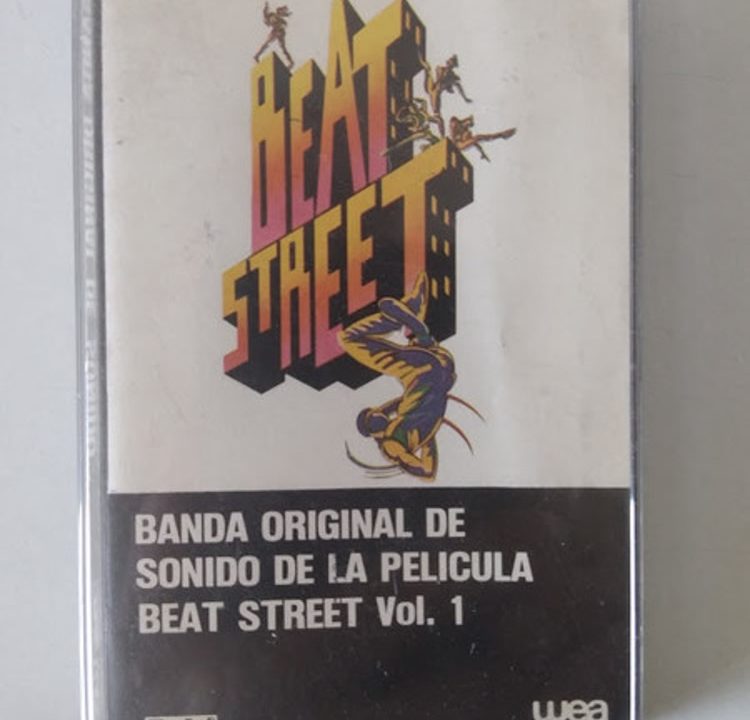 BEAT
STREET
BANDA ORIGINAL DE
SONIDO DE LA PELICULA
BEAT STREET Vol. 1
wea